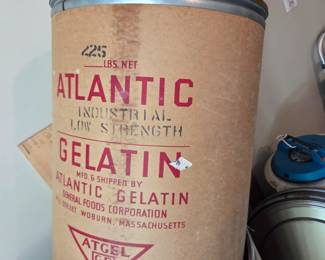 225
LBS. NET
ATLANTIC
INDUSTRIAL
LOW STRENGTH
GELATIN
MFD. & SHIPPED BY
ATLANTIC GELATIN
GENERAL FOODS CORPORATION
WOBURN, MASSACHUSETTS
ATGEL